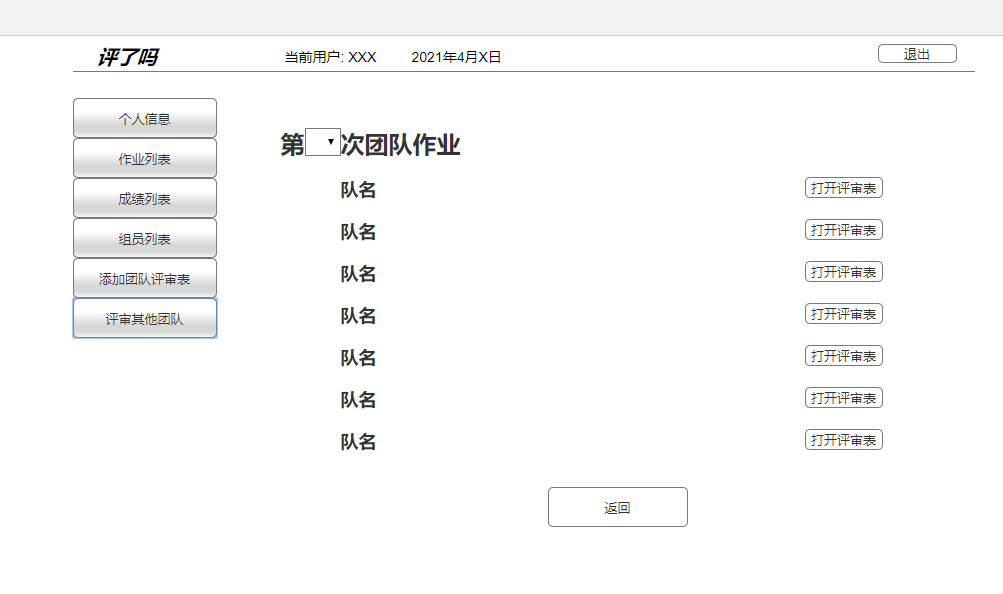 评了吗 当前用户: XXX 2021年4月X日 退出
个人信息
作业列表
成绩列表
组员列表
添加团队评审表
评审其他团队
第 次团队作业
队名 打开评审表
队名 打开评审表
队名 打开评审表
队名 打开评审表
队名 打开评审表
队名 打开评审表
队名 打开评审表
返回